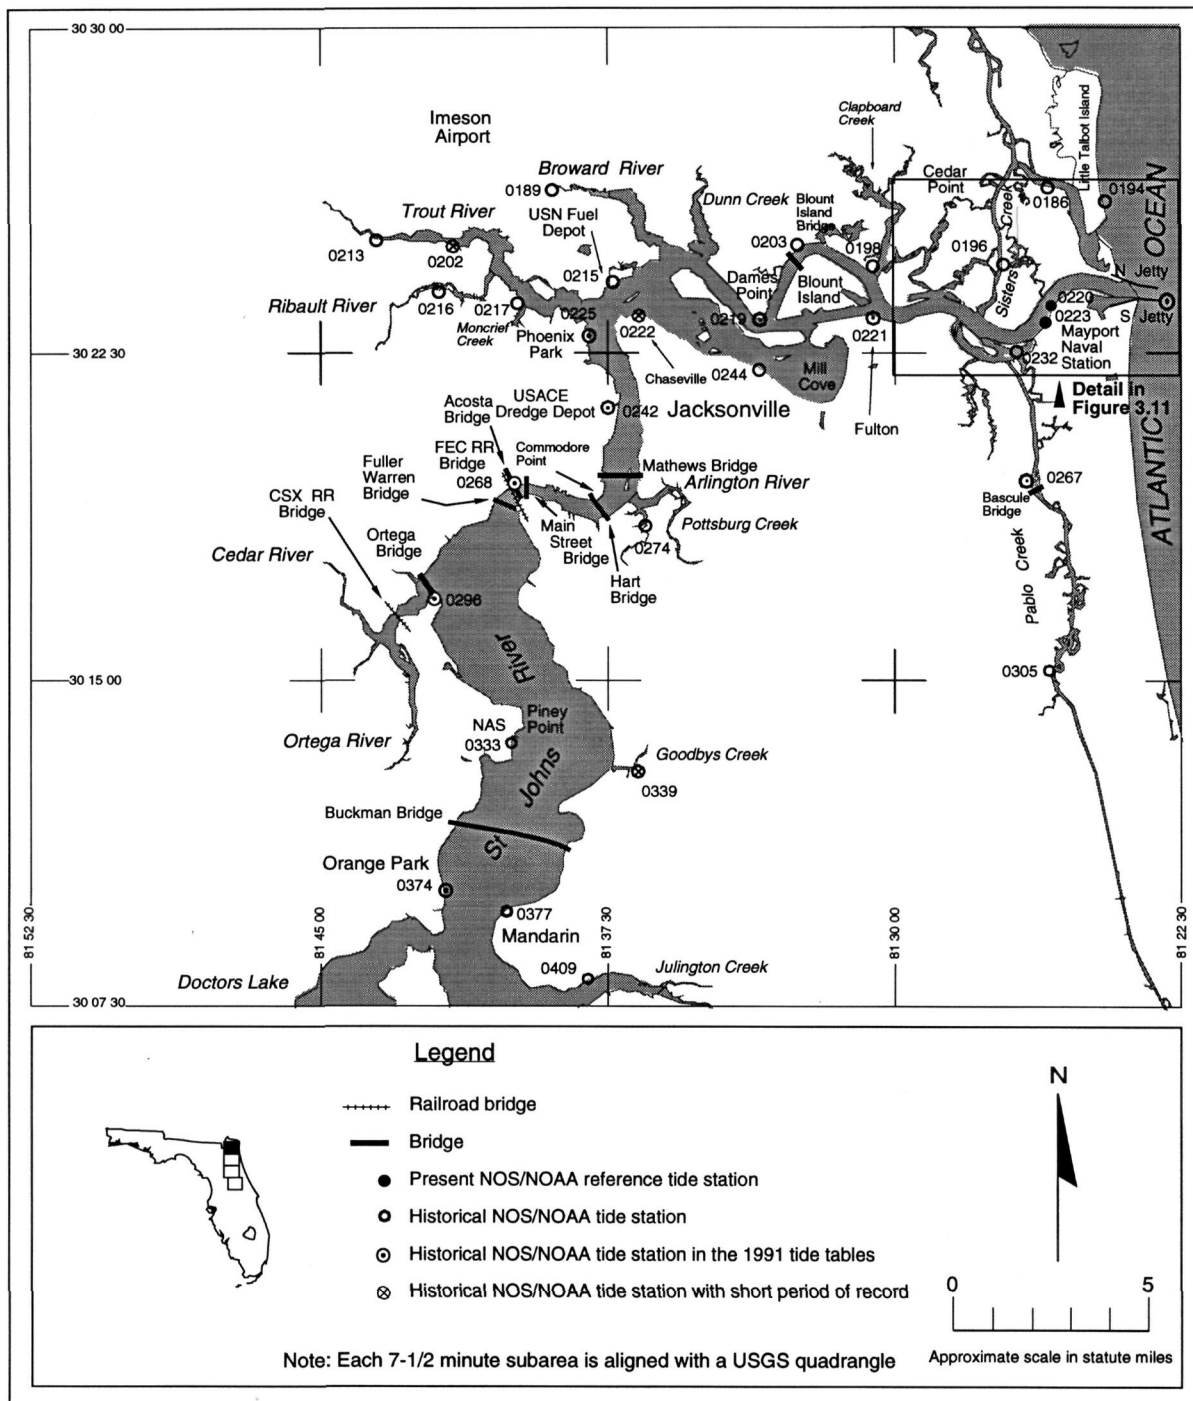 30 30 00
Imeson
Airport
Clapboard
Creek
Little Talbot Island
Broward River
0189
Dunn Creek
Cedar
Point
0186
0194
OCEAN
Trout River
USN Fuel
Depot
Blount
Island
Bridge
0203
0198
0196
Sisters
Creek
0213
0202
0215
Dames
Point
Blount
Island
N Jetty
Ribault River
0216
0217
0225
0222
0219
0221
0220
0223
S Jetty
Moncrief
Creek
Phoenix
Park
Mayport
Naval
Station
30 22 30
Chaseville
0244
Mill
Cove
0232
Detail in
Figure 3.11
USACE
Dredge Depot
0242
Jacksonville
Fulton
ATLANTIC
Acosta
Bridge
FEC RR
Bridge
0268
Commodore
Point
Mathews Bridge
Arlington River
0267
Bascule
Bridge
Fuller
Warren
Bridge
CSX RR
Bridge
Main
Street
Bridge
Pottsburg Creek
0274
Ortega
Bridge
Cedar River
Hart
Bridge
Pablo Creek
0296
River
30 15 00
0305
Piney
Point
NAS
0333
Ortega River
Johns
Goodbys Creek
0339
Buckman Bridge
St
Orange Park
0374
0377
Mandarin
0409
Julington Creek
Doctors Lake
81 52 30
81 45 00
81 37 30
81 30 00
81 22 30
30 07 30
Legend
Railroad bridge
Bridge
Present NOS/NOAA reference tide station
Historical NOS/NOAA tide station
Historical NOS/NOAA tide station in the 1991 tide tables
Historical NOS/NOAA tide station with short period of record
N
0
5
Note: Each 7-1/2 minute subarea is aligned with a USGS quadrangle
Approximate scale in statute miles